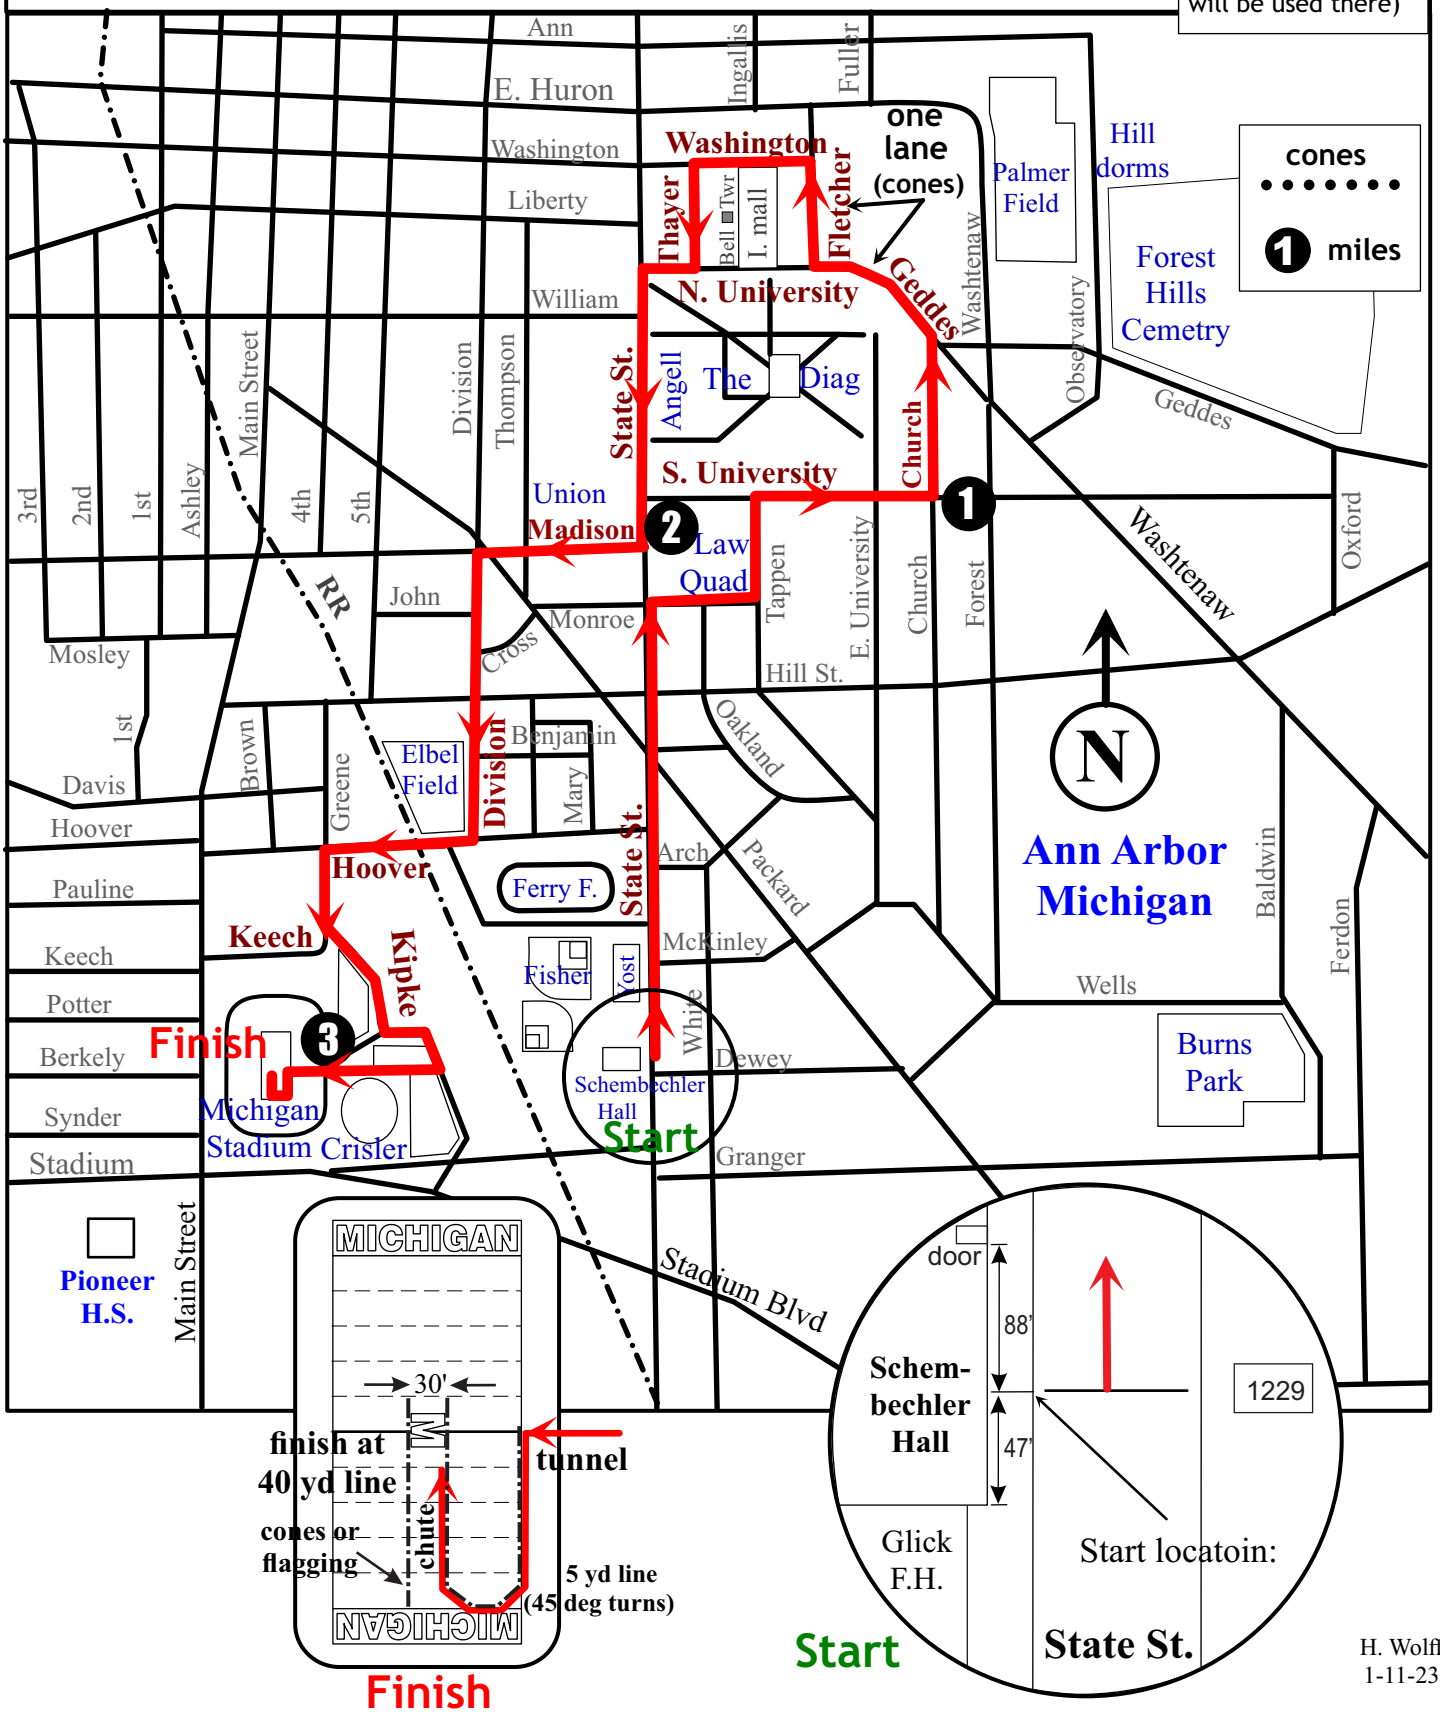 will be used there)
Ann
Ingallis
Fuller
E. Huron
one
lane
(cones)
Washington
Washington
Hill
dorms
cones
Palmer
Field
Liberty
Thayer
Bell
Twr
I. mall
Fletcher
1 miles
Forest
Hills
Cemetry
William
N. University
Geddes
Washtenaw
Observatory
Main Street
Division
Thompson
State St.
Angell
The
Diag
Geddes
Church
S. University
3rd
2nd
1st
Ashley
4th
5th
Union
Madison
2
1
Law
Quad
Washtenaw
Oxford
RR
John
Monroe
Tappen
E. University
Church
Forest
Mosley
Cross
Hill St.
1st
Brown
Greene
Elbel
Field
Division
Benjamin
Mary
Oakland
N
Davis
Hoover
State St.
Arch
Packard
Ann Arbor
Michigan
Baldwin
Hoover
Pauline
Ferry F.
Ferdon
Keech
Kipke
Keech
McKinley
Fisher
Yost
Wells
Potter
White
Finish
3
Berkely
Dewey
Burns
Park
Schembechler
Hall
Synder
Michigan
Stadium
Crisler
Start
Stadium
Granger
Main Street
Pioneer
H.S.
Stadium Blvd
MICHIGAN
30'
M
finish at
40 yd line
tunnel
chute
cones or
flagging
5 yd line
(45 deg turns)
MICHIGAN
Finish
door
88'
Schem-
bechler
Hall
47'
1229
Glick
F.H.
Start locatoin:
Start
State St.
H. Wolff
1-11-23